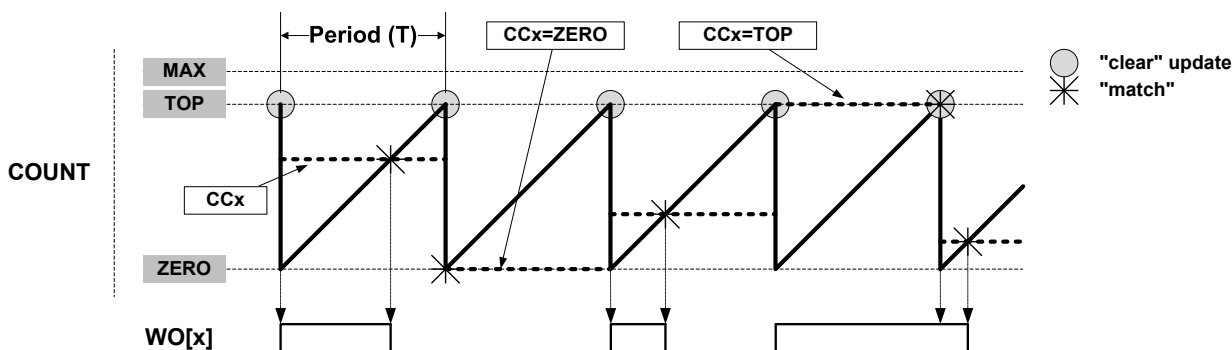 Period (T)
CCx=ZERO
CCx=TOP
"clear" update
"match"
MAX
TOP
COUNT
CCx
ZERO
WO[x]